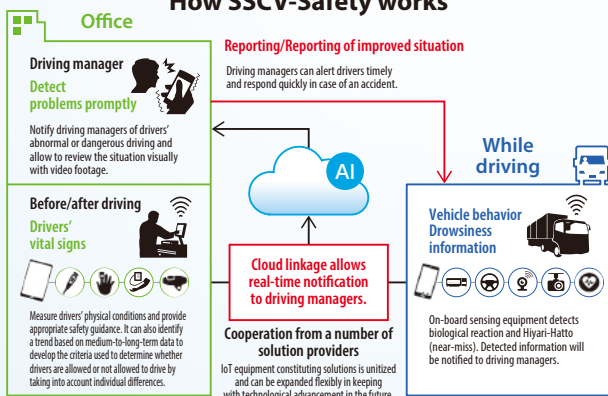 How SSCV-Safety works
Office
Driving manager
Detect
problems promptly
Notify driving managers of drivers'
abnormal or dangerous driving and
allow to review the situation visually
with video footage.
Before/after driving
Drivers'
vital signs
Measure drivers' physical conditions and provide
appropriate safety guidance. It can also identify
a trend based on medium-to-long-term data to
develop the criteria used to determine whether
drivers are allowed or not allowed to drive by
taking into account individual differences.
Reporting/Reporting of improved situation
Driving managers can alert drivers timely
and respond quickly in case of an accident.
AI
Cloud linkage allows
real-time notification
to driving managers.
Cooperation from a number of
solution providers
IoT equipment constituting solutions is unitized
and can be expanded flexibly in keeping
with technological advancement in the future.
While
driving
Vehicle behavior
Drowsiness
information
On-board sensing equipment detects
biological reaction and Hiyari-Hatto
(near-miss). Detected information will
be notified to driving managers.